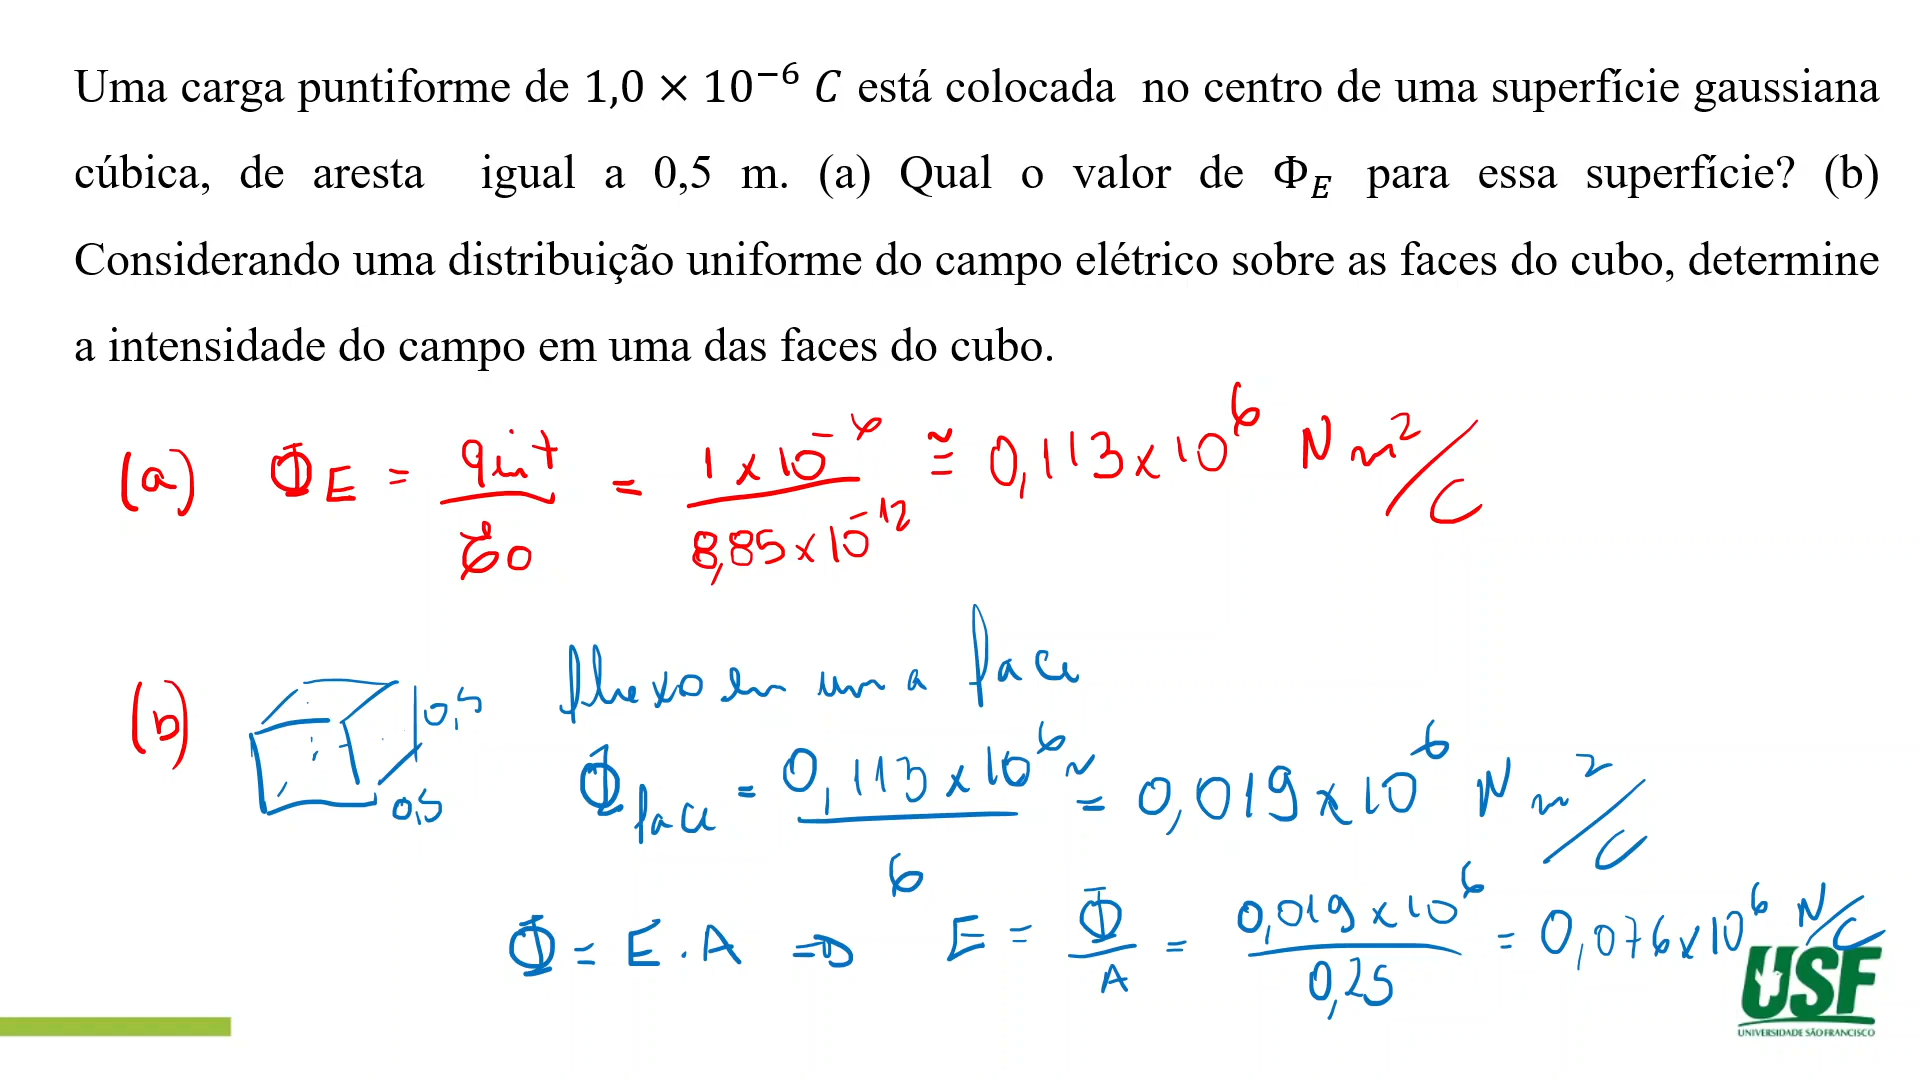 Uma carga puntiforme de 1,0 × 10⁻⁶ C está colocada no centro de uma superfície gaussiana
cúbica, de aresta igual a 0,5 m. (a) Qual o valor de Φ_E para essa superfície? (b)
Considerando uma distribuição uniforme do campo elétrico sobre as faces do cubo, determine
a intensidade do campo em uma das faces do cubo.
(a) Φ_E = qint/ε₀ = 1 x 10⁻⁶/8,85 x 10⁻¹² ≅ 0,113 x 10⁶ N m²/C
(b) 0,5 0,5 fluxo em uma face
Φ_face = 0,113 x 10⁶/6 ≅ 0,019 x 10⁶ N m²/C
Φ = E . A ⇒ E = Φ/A = 0,019 x 10⁶/0,25 = 0,076 x 10⁶ N/C
USF
UNIVERSIDADE SÃO FRANCISCO